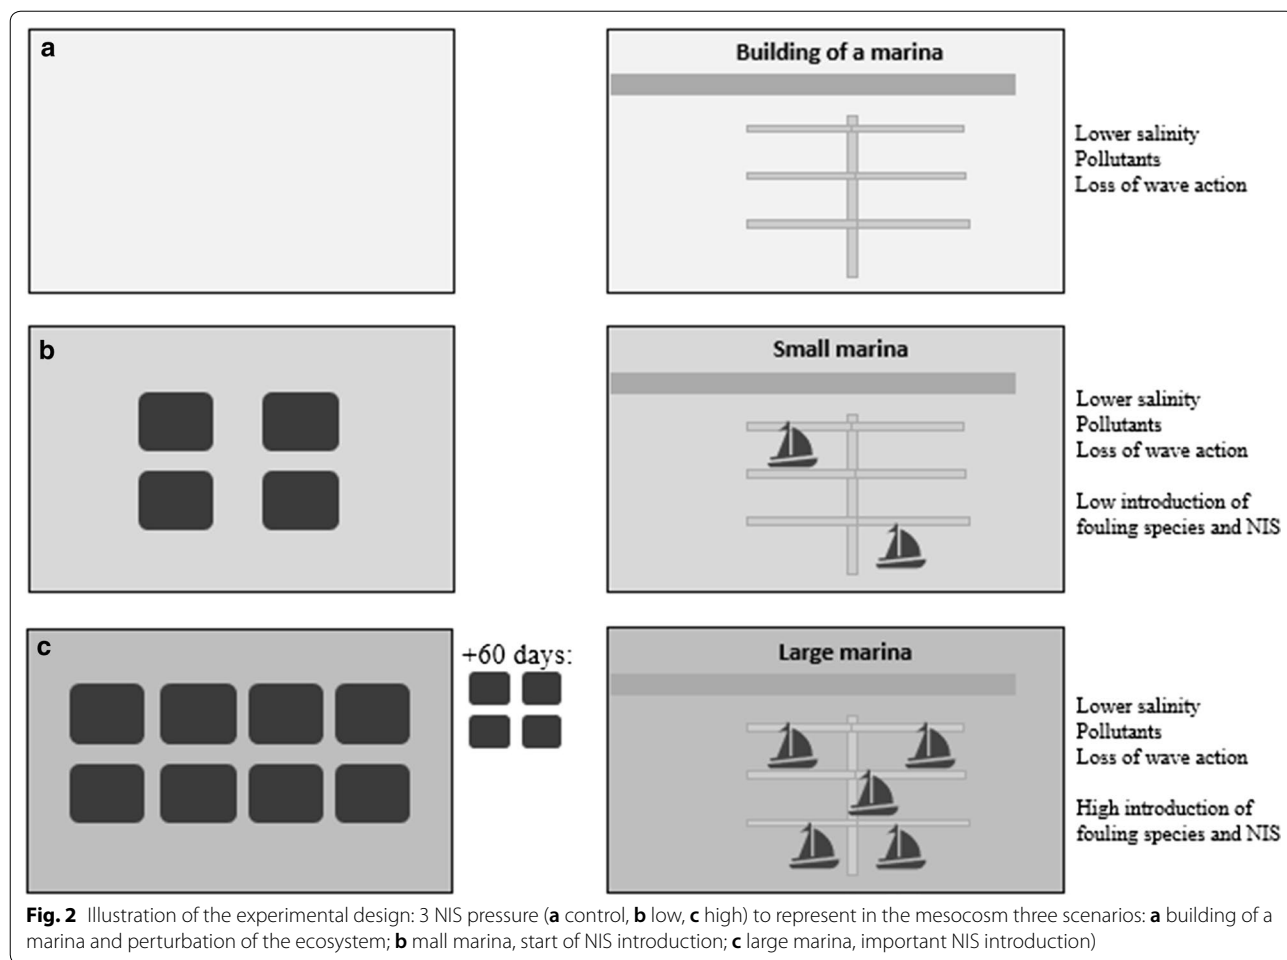 a
Building of a marina
Lower salinity
Pollutants
Loss of wave action
b
Small marina
Lower salinity
Pollutants
Loss of wave action
Low introduction of
fouling species and NIS
c
+60 days:
Large marina
Lower salinity
Pollutants
Loss of wave action
High introduction of
fouling species and NIS
Fig. 2 Illustration of the experimental design: 3 NIS pressure (a control, b low, c high) to represent in the mesocosm three scenarios: a building of a
marina and perturbation of the ecosystem; b mall marina, start of NIS introduction; c large marina, important NIS introduction)